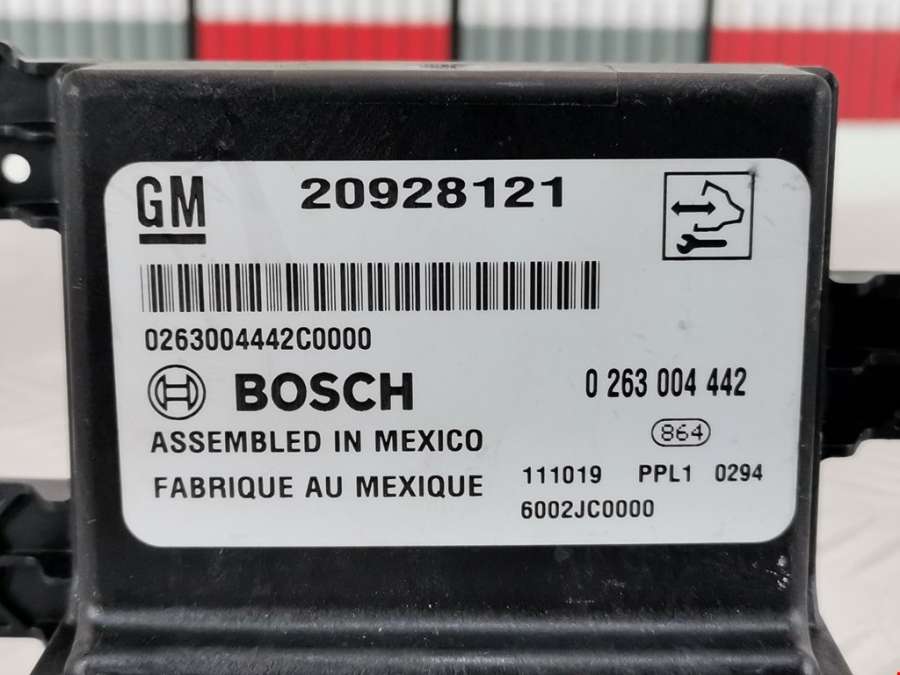 GM 20928121
0263004442C0000
BOSCH 0 263 004 442
864
ASSEMBLED IN MEXICO
FABRIQUE AU MEXIQUE
111019 PPL1 0294
6002JC0000